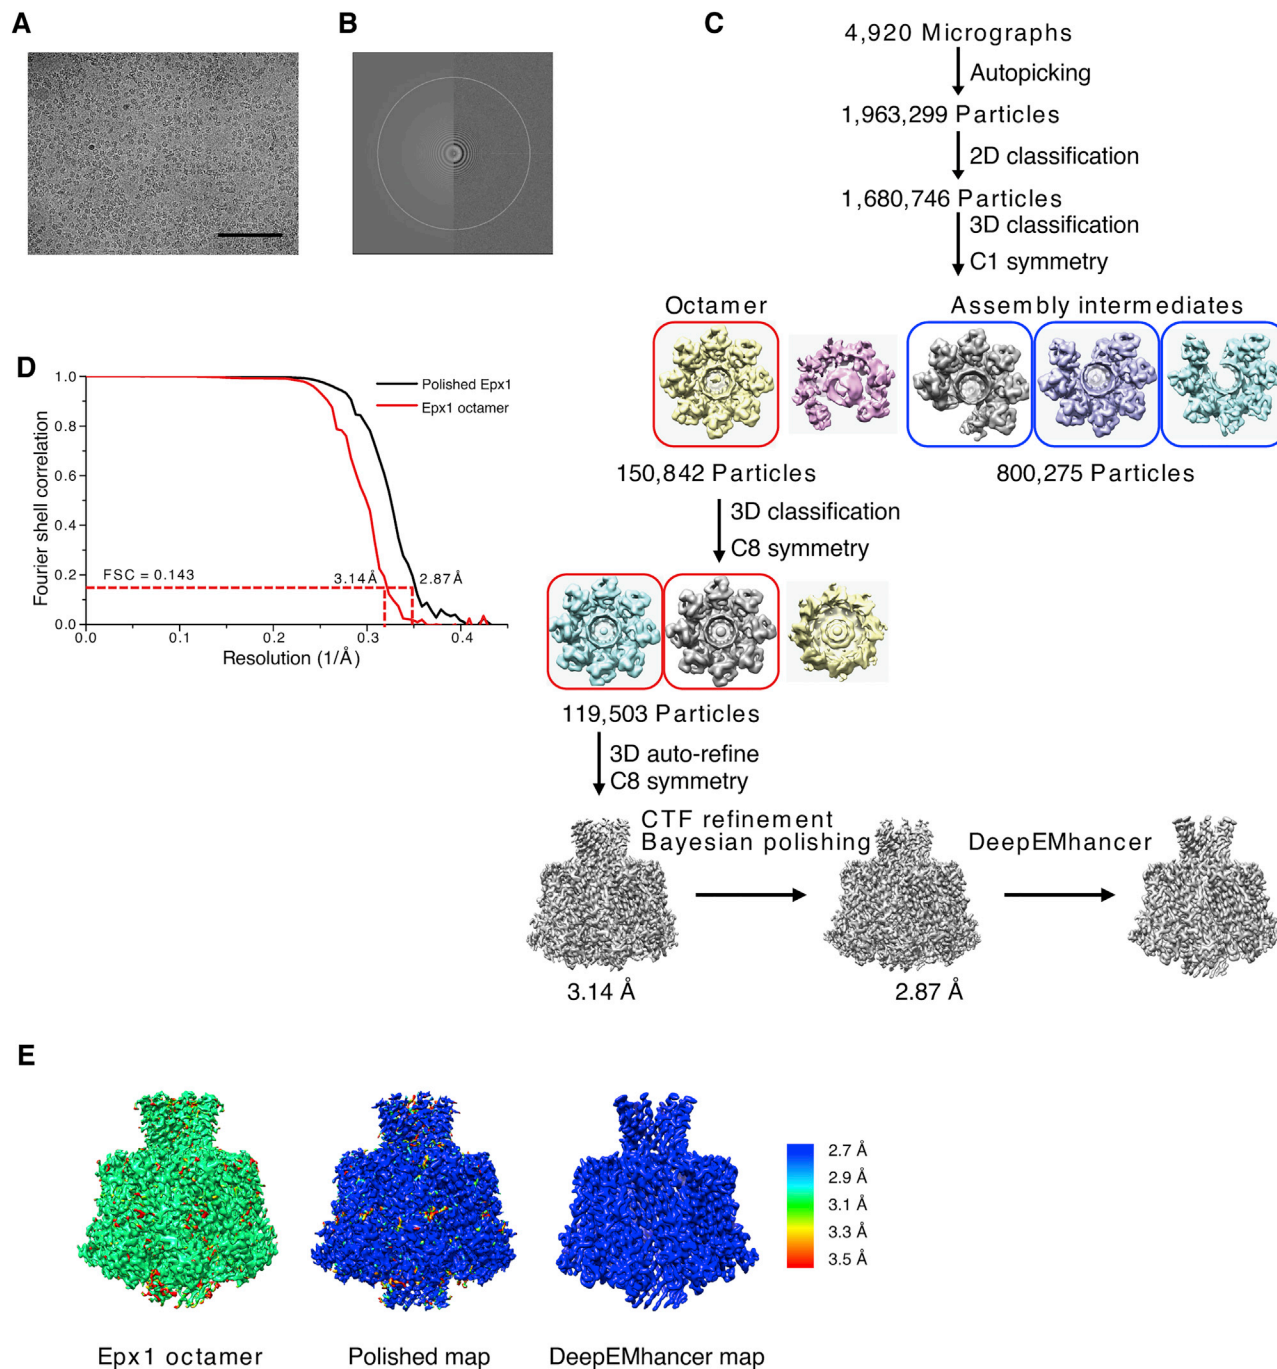 A
B
C
4,920 Micrographs
Autopicking
1,963,299 Particles
2D classification
1,680,746 Particles
3D classification
C1 symmetry
Octamer
Assembly intermediates
150,842 Particles
800,275 Particles
3D classification
C8 symmetry
119,503 Particles
3D auto-refine
C8 symmetry
CTF refinement
Bayesian polishing
DeepEMhancer
3.14 Å
2.87 Å
D
1.0
0.8
0.6
0.4
0.2
0.0
Fourier shell correlation
Polished Epx1
Epx1 octamer
FSC = 0.143
3.14Å
2.87Å
0.0
0.1
0.2
0.3
0.4
Resolution (1/Å)
E
2.7 Å
2.9 Å
3.1 Å
3.3 Å
3.5 Å
Epx1 octamer
Polished map
DeepEMhancer map